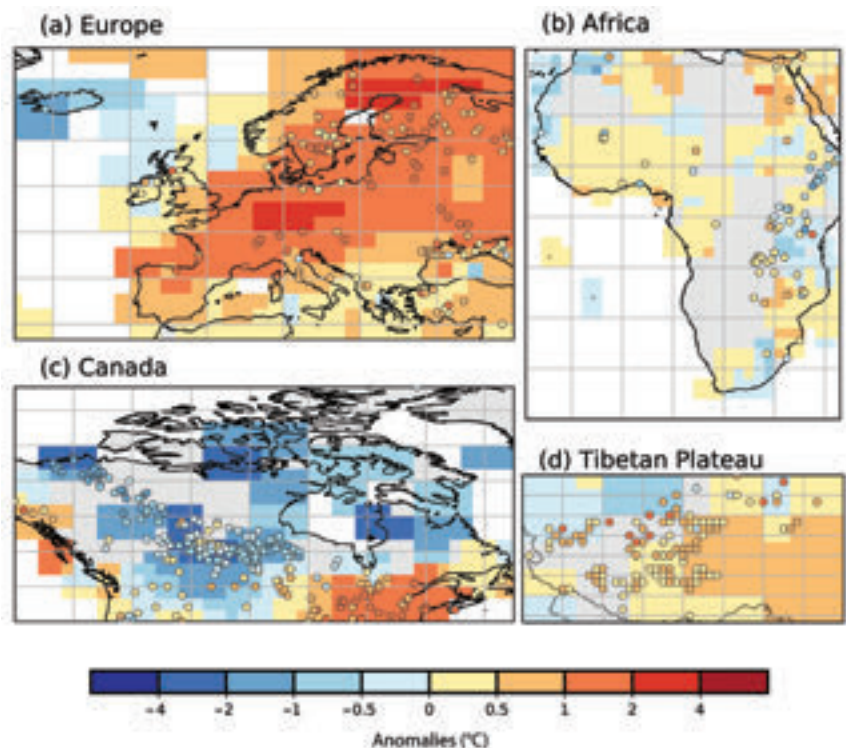 (a) Europe
(b) Africa
(c) Canada
(d) Tibetan Plateau
-4 -2 -1 -0.5 0 0.5 1 2 4
Anomalies (°C)